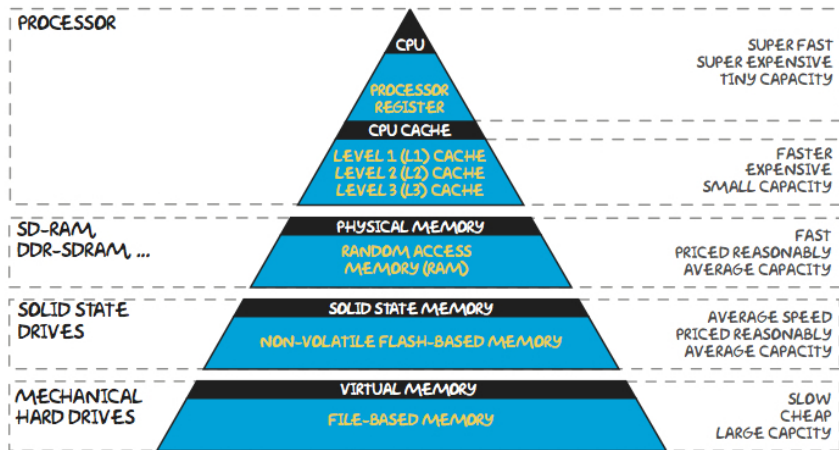 PROCESSOR
CPU
PROCESSOR
REGISTER
SUPER FAST
SUPER EXPENSIVE
TINY CAPACITY
CPU CACHE
LEVEL 1 (L1) CACHE
LEVEL 2 (L2) CACHE
LEVEL 3 (L3) CACHE
FASTER
EXPENSIVE
SMALL CAPACITY
SD-RAM,
DDR-SDRAM, ...
PHYSICAL MEMORY
RANDOM ACCESS
MEMORY (RAM)
FAST
PRICED REASONABLY
AVERAGE CAPACITY
SOLID STATE
DRIVES
SOLID STATE MEMORY
NON-VOLATILE FLASH-BASED MEMORY
AVERAGE SPEED
PRICED REASONABLY
AVERAGE CAPACITY
MECHANICAL
HARD DRIVES
VIRTUAL MEMORY
FILE-BASED MEMORY
SLOW
CHEAP
LARGE CAPCITY